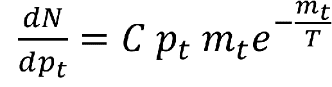 dN/dp_t = C p_t m_t e^{-m_t/T}